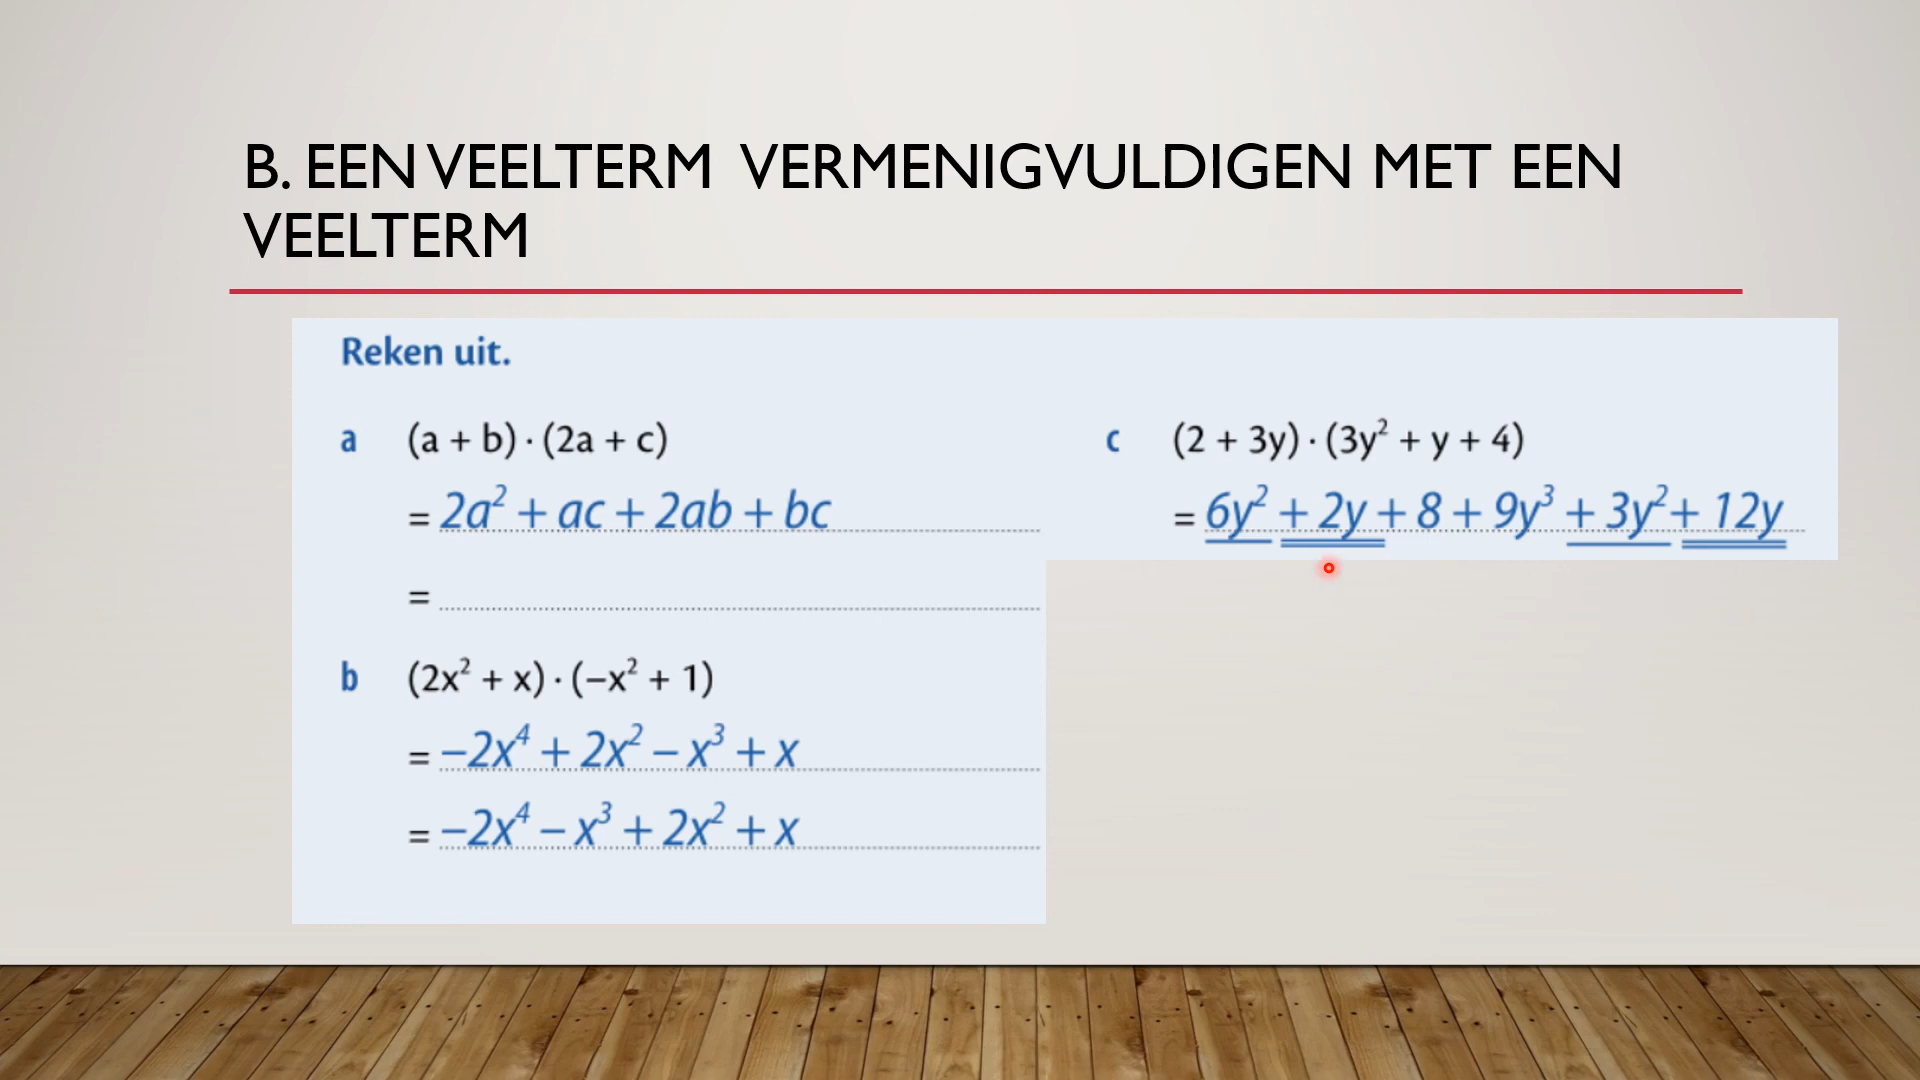 B. EEN VEELTERM VERMENIGVULDIGEN MET EEN
VEELTERM
Reken uit.
a (a + b) · (2a + c)
= 2a² + ac + 2ab + bc
=
b (2x² + x) · (−x² + 1)
= −2x⁴ + 2x² − x³ + x
= −2x⁴ − x³ + 2x² + x
c (2 + 3y) · (3y² + y + 4)
= 6y² + 2y + 8 + 9y³ + 3y² + 12y